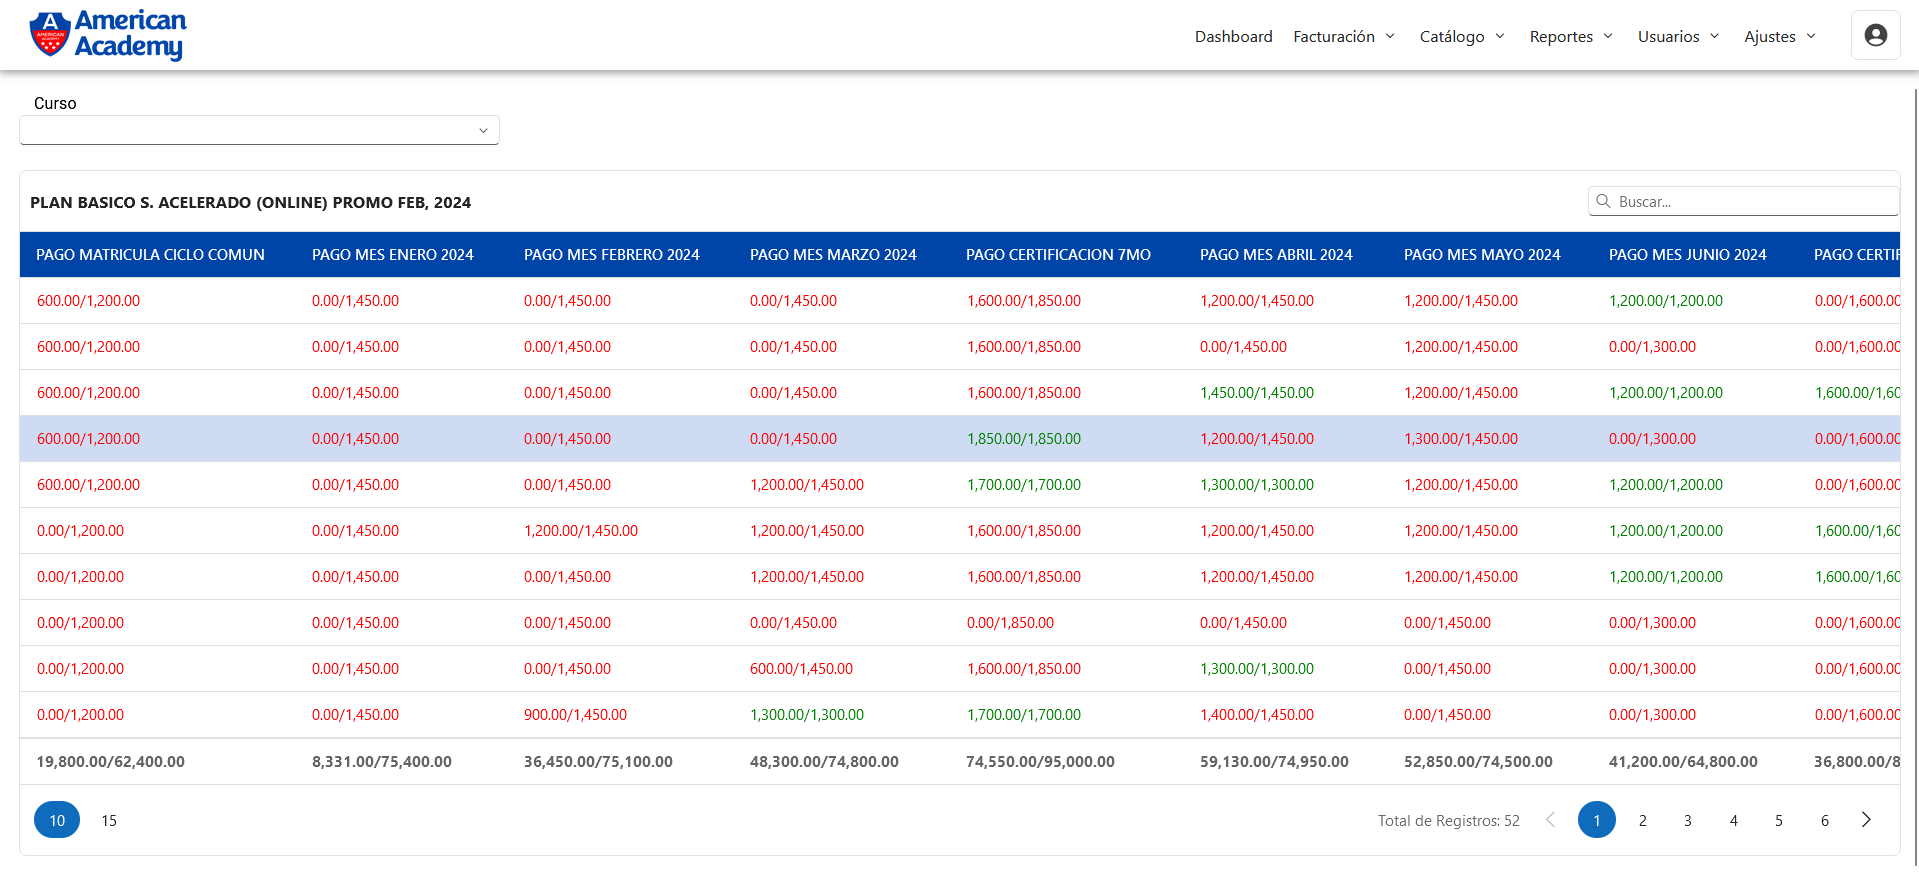 American
Academy
A
AMERICAN
ACADEMY
Dashboard Facturación Catálogo Reportes Usuarios Ajustes
Curso
PLAN BASICO S. ACELERADO (ONLINE) PROMO FEB, 2024
Buscar...
PAGO MATRICULA CICLO COMUN PAGO MES ENERO 2024 PAGO MES FEBRERO 2024 PAGO MES MARZO 2024 PAGO CERTIFICACION 7MO PAGO MES ABRIL 2024 PAGO MES MAYO 2024 PAGO MES JUNIO 2024 PAGO CERTIF
600.00/1,200.00 0.00/1,450.00 0.00/1,450.00 0.00/1,450.00 1,600.00/1,850.00 1,200.00/1,450.00 1,200.00/1,450.00 1,200.00/1,200.00 0.00/1,600.00
600.00/1,200.00 0.00/1,450.00 0.00/1,450.00 0.00/1,450.00 1,600.00/1,850.00 0.00/1,450.00 1,200.00/1,450.00 0.00/1,300.00 0.00/1,600.00
600.00/1,200.00 0.00/1,450.00 0.00/1,450.00 0.00/1,450.00 1,600.00/1,850.00 1,450.00/1,450.00 1,200.00/1,450.00 1,200.00/1,200.00 1,600.00/1,60
600.00/1,200.00 0.00/1,450.00 0.00/1,450.00 0.00/1,450.00 1,850.00/1,850.00 1,200.00/1,450.00 1,300.00/1,450.00 0.00/1,300.00 0.00/1,600.00
600.00/1,200.00 0.00/1,450.00 0.00/1,450.00 1,200.00/1,450.00 1,700.00/1,700.00 1,300.00/1,300.00 1,200.00/1,450.00 1,200.00/1,200.00 0.00/1,600.00
0.00/1,200.00 0.00/1,450.00 1,200.00/1,450.00 1,200.00/1,450.00 1,600.00/1,850.00 1,200.00/1,450.00 1,200.00/1,450.00 1,200.00/1,200.00 1,600.00/1,60
0.00/1,200.00 0.00/1,450.00 0.00/1,450.00 1,200.00/1,450.00 1,600.00/1,850.00 1,200.00/1,450.00 1,200.00/1,450.00 1,200.00/1,200.00 1,600.00/1,60
0.00/1,200.00 0.00/1,450.00 0.00/1,450.00 0.00/1,450.00 0.00/1,850.00 0.00/1,450.00 0.00/1,450.00 0.00/1,300.00 0.00/1,600.00
0.00/1,200.00 0.00/1,450.00 0.00/1,450.00 600.00/1,450.00 1,600.00/1,850.00 1,300.00/1,300.00 0.00/1,450.00 0.00/1,300.00 0.00/1,600.00
0.00/1,200.00 0.00/1,450.00 900.00/1,450.00 1,300.00/1,300.00 1,700.00/1,700.00 1,400.00/1,450.00 0.00/1,450.00 0.00/1,300.00 0.00/1,600.00
19,800.00/62,400.00 8,331.00/75,400.00 36,450.00/75,100.00 48,300.00/74,800.00 74,550.00/95,000.00 59,130.00/74,950.00 52,850.00/74,500.00 41,200.00/64,800.00 36,800.00/8
10 15 Total de Registros: 52 1 2 3 4 5 6